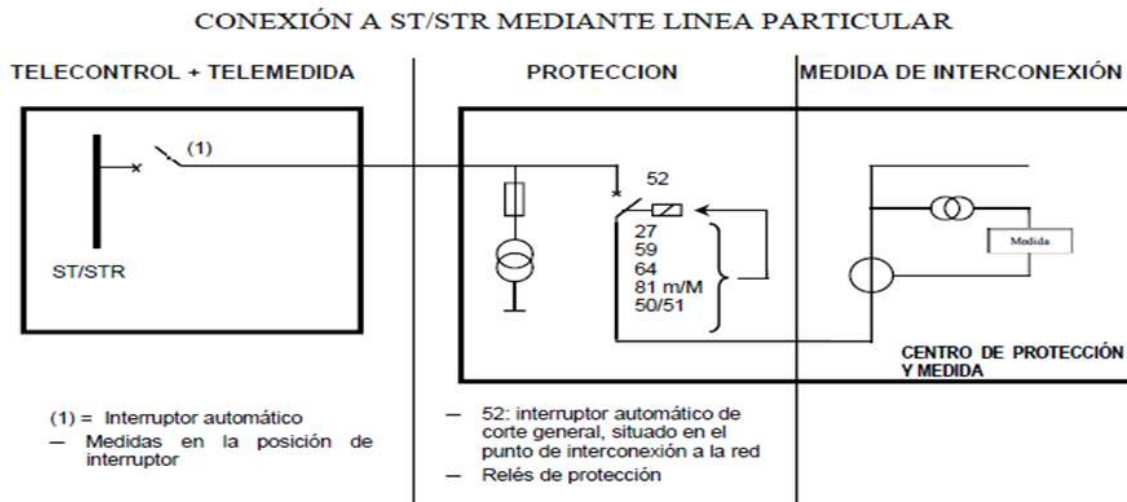 CONEXIÓN A ST/STR MEDIANTE LINEA PARTICULAR
TELECONTROL + TELEMEDIDA
PROTECCION
MEDIDA DE INTERCONEXIÓN
(1)
ST/STR
52
27
59
64
81 m/M
50/51
Medida
CENTRO DE PROTECCIÓN
Y MEDIDA
(1) = Interruptor automático
— Medidas en la posición de
interruptor
— 52: interruptor automático de
corte general, situado en el
punto de interconexión a la red
— Relés de protección